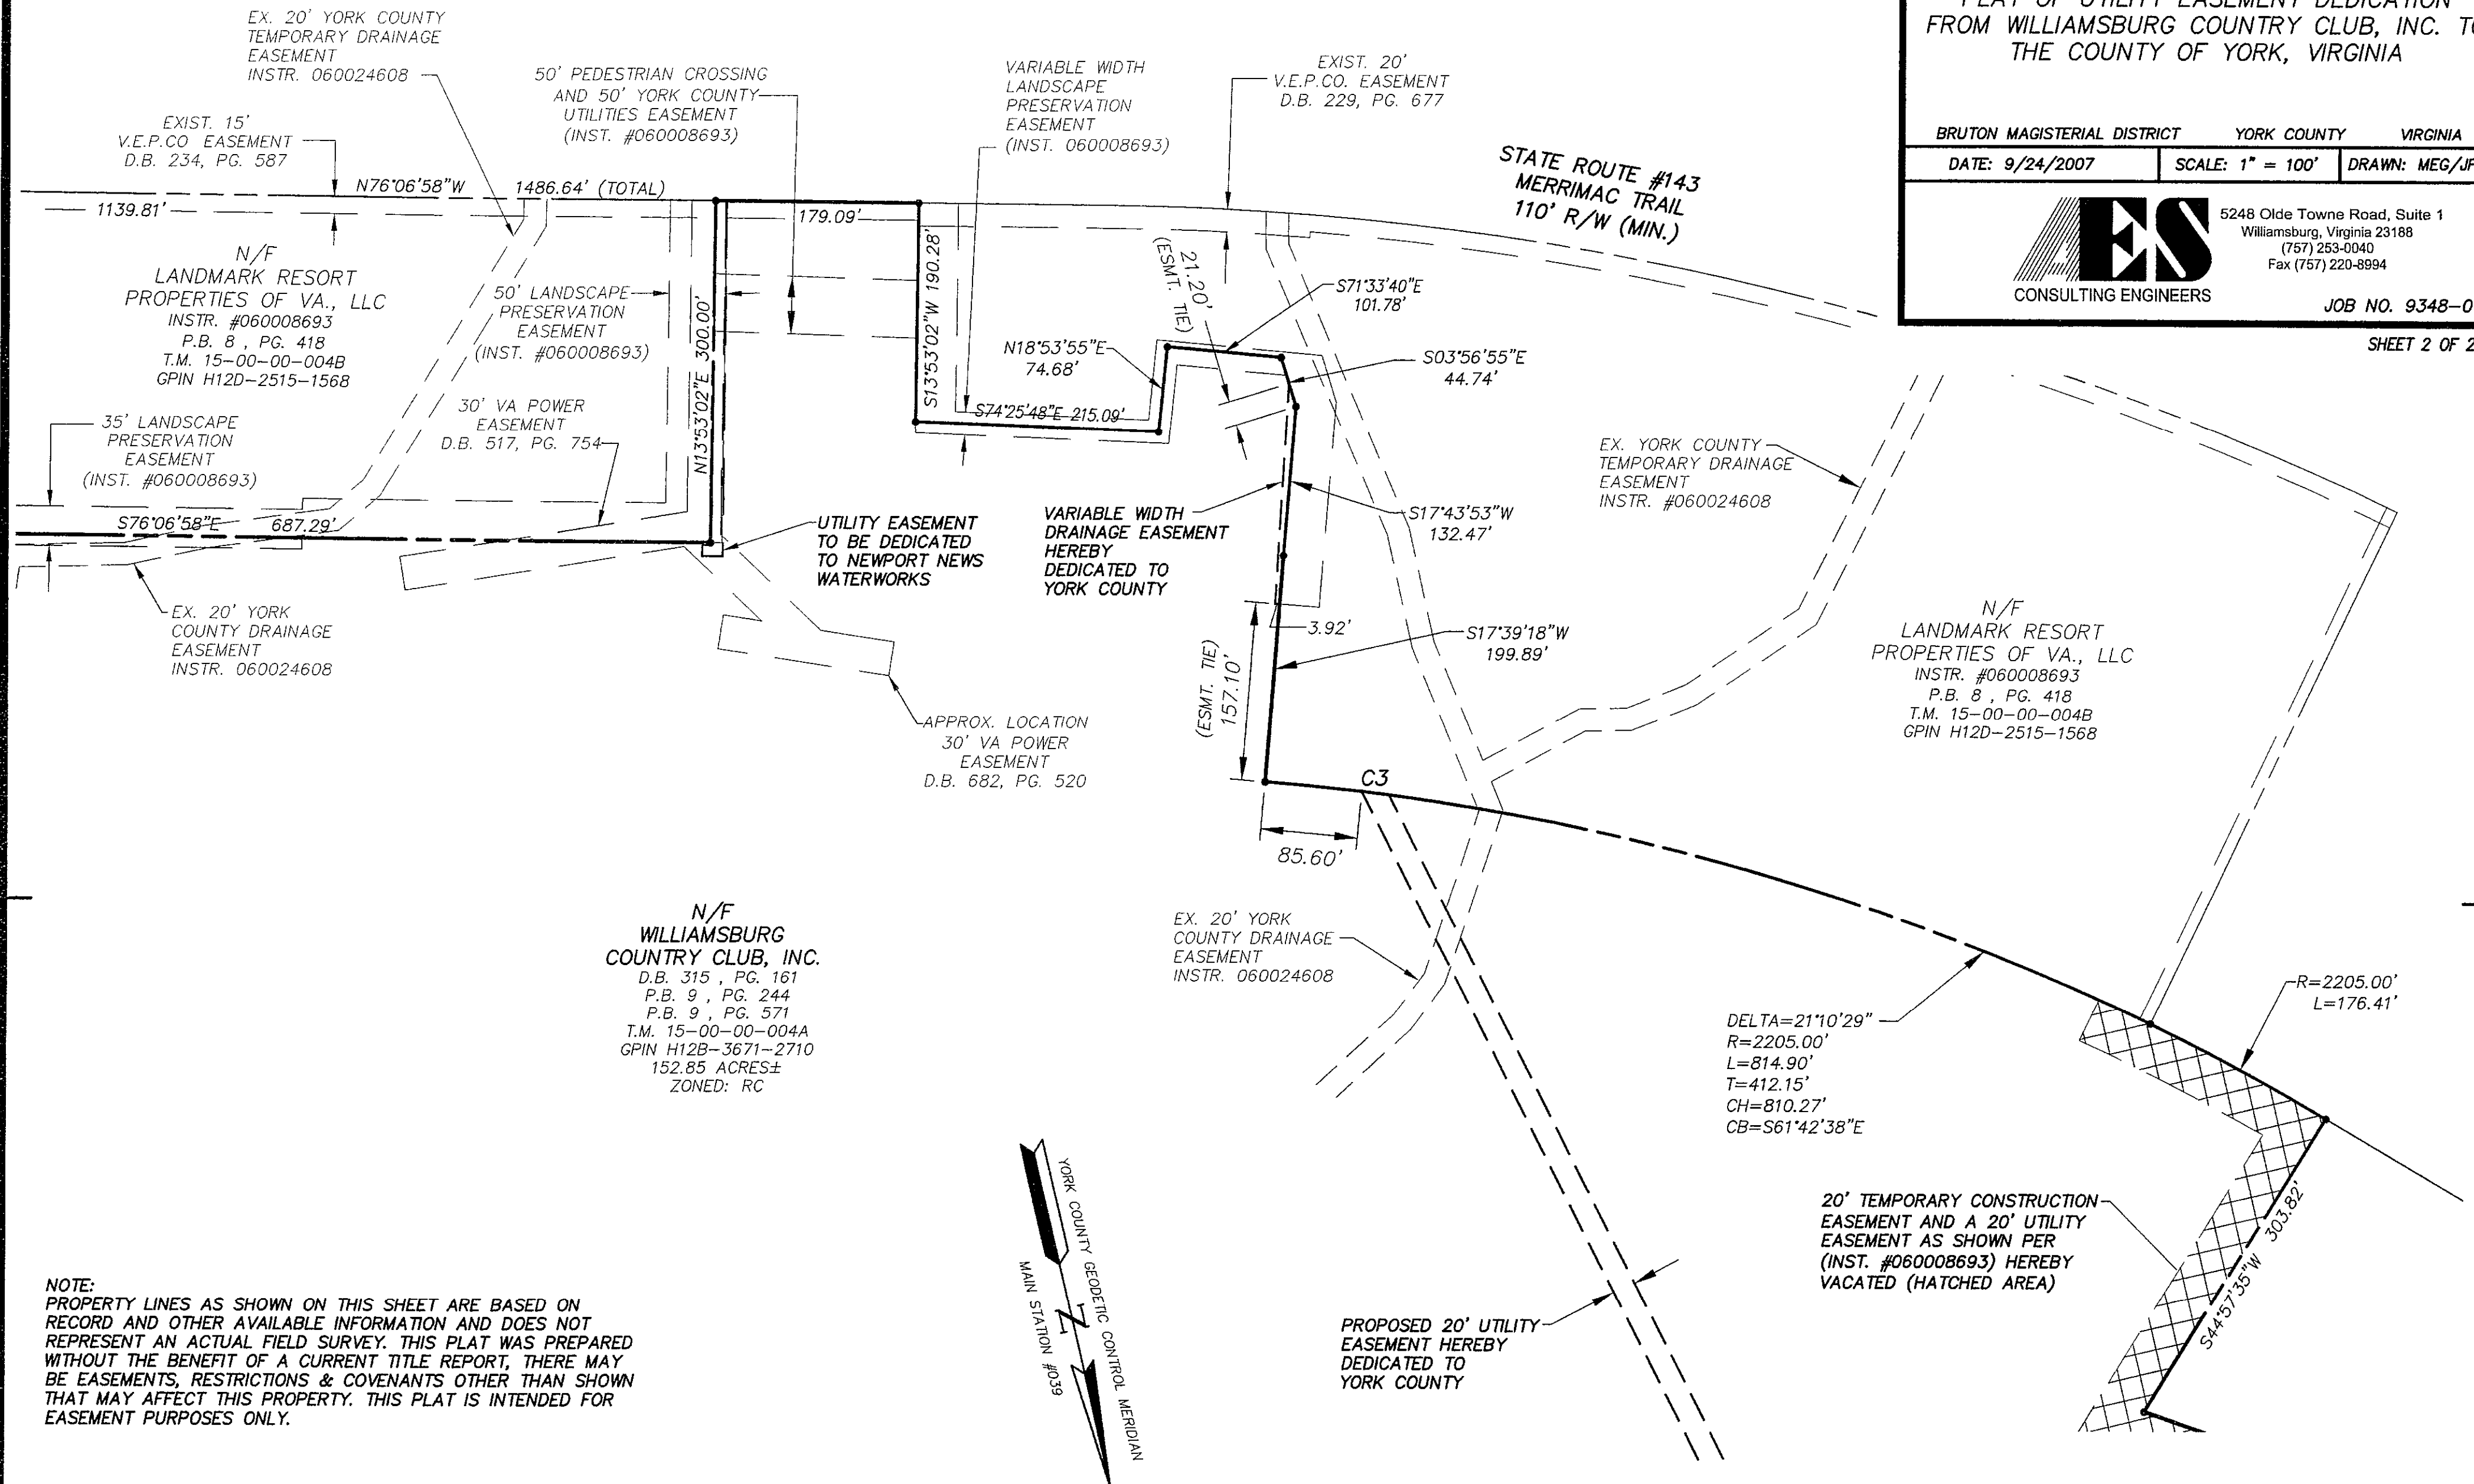 PLAT OF UTILITY EASEMENT DEDICATION
FROM WILLIAMSBURG COUNTRY CLUB, INC. TO
THE COUNTY OF YORK, VIRGINIA
BRUTON MAGISTERIAL DISTRICT YORK COUNTY VIRGINIA
DATE: 9/24/2007 SCALE: 1" = 100' DRAWN: MEG/JF
AES
CONSULTING ENGINEERS
5248 Olde Towne Road, Suite 1
Williamsburg, Virginia 23188
(757) 253-0040
Fax (757) 220-8994
JOB NO. 9348-0
SHEET 2 OF 2
EX. 20' YORK COUNTY
TEMPORARY DRAINAGE
EASEMENT
INSTR. 060024608
EXIST. 15'
V.E.P.CO EASEMENT
D.B. 234, PG. 587
50' PEDESTRIAN CROSSING
AND 50' YORK COUNTY
UTILITIES EASEMENT
(INST. #060008693)
VARIABLE WIDTH
LANDSCAPE
PRESERVATION
EASEMENT
(INST. 060008693)
EXIST. 20'
V.E.P.CO. EASEMENT
D.B. 229, PG. 677
STATE ROUTE #143
MERRIMAC TRAIL
110' R/W (MIN.)
N76°06'58"W 1486.64' (TOTAL)
1139.81'
179.09'
N/F
LANDMARK RESORT
PROPERTIES OF VA., LLC
INSTR. #060008693
P.B. 8 , PG. 418
T.M. 15-00-00-004B
GPIN H12D-2515-1568
50' LANDSCAPE
PRESERVATION
EASEMENT
(INST. #060008693)
N13°53'02"E 300.00'
S13°53'02"W 190.28'
21.20'
(ESMT. TIE)
S71°33'40"E
101.78'
N18°53'55"E
74.68'
S03°56'55"E
44.74'
S74°25'48"E 215.09'
35' LANDSCAPE
PRESERVATION
EASEMENT
(INST. #060008693)
30' VA POWER
EASEMENT
D.B. 517, PG. 754
S76°06'58"E 687.29'
UTILITY EASEMENT
TO BE DEDICATED
TO NEWPORT NEWS
WATERWORKS
VARIABLE WIDTH
DRAINAGE EASEMENT
HEREBY
DEDICATED TO
YORK COUNTY
S17°43'53"W
132.47'
EX. YORK COUNTY
TEMPORARY DRAINAGE
EASEMENT
INSTR. #060024608
EX. 20' YORK
COUNTY DRAINAGE
EASEMENT
INSTR. 060024608
3.92'
S17°39'18"W
199.89'
(ESMT. TIE)
157.10'
N/F
LANDMARK RESORT
PROPERTIES OF VA., LLC
INSTR. #060008693
P.B. 8 , PG. 418
T.M. 15-00-00-004B
GPIN H12D-2515-1568
APPROX. LOCATION
30' VA POWER
EASEMENT
D.B. 682, PG. 520
C3
85.60'
N/F
WILLIAMSBURG
COUNTRY CLUB, INC.
D.B. 315 , PG. 161
P.B. 9 , PG. 244
P.B. 9 , PG. 571
T.M. 15-00-00-004A
GPIN H12B-3671-2710
152.85 ACRES±
ZONED: RC
EX. 20' YORK
COUNTY DRAINAGE
EASEMENT
INSTR. 060024608
DELTA=21°10'29"
R=2205.00'
L=814.90'
T=412.15'
CH=810.27'
CB=S61°42'38"E
R=2205.00'
L=176.41'
20' TEMPORARY CONSTRUCTION
EASEMENT AND A 20' UTILITY
EASEMENT AS SHOWN PER
(INST. #060008693) HEREBY
VACATED (HATCHED AREA)
S44°57'35"W 303.82'
YORK COUNTY GEODETIC CONTROL MERIDIAN
MAIN STATION #039
N
PROPOSED 20' UTILITY
EASEMENT HEREBY
DEDICATED TO
YORK COUNTY
NOTE:
PROPERTY LINES AS SHOWN ON THIS SHEET ARE BASED ON
RECORD AND OTHER AVAILABLE INFORMATION AND DOES NOT
REPRESENT AN ACTUAL FIELD SURVEY. THIS PLAT WAS PREPARED
WITHOUT THE BENEFIT OF A CURRENT TITLE REPORT, THERE MAY
BE EASEMENTS, RESTRICTIONS & COVENANTS OTHER THAN SHOWN
THAT MAY AFFECT THIS PROPERTY. THIS PLAT IS INTENDED FOR
EASEMENT PURPOSES ONLY.